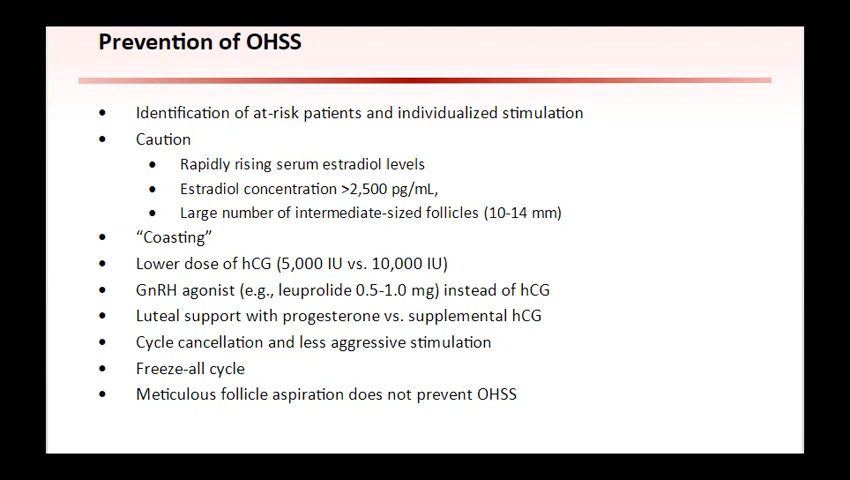 Prevention of OHSS
• Identification of at-risk patients and individualized stimulation
• Caution
• Rapidly rising serum estradiol levels
• Estradiol concentration >2,500 pg/mL,
• Large number of intermediate-sized follicles (10-14 mm)
• “Coasting”
• Lower dose of hCG (5,000 IU vs. 10,000 IU)
• GnRH agonist (e.g., leuprolide 0.5-1.0 mg) instead of hCG
• Luteal support with progesterone vs. supplemental hCG
• Cycle cancellation and less aggressive stimulation
• Freeze-all cycle
• Meticulous follicle aspiration does not prevent OHSS